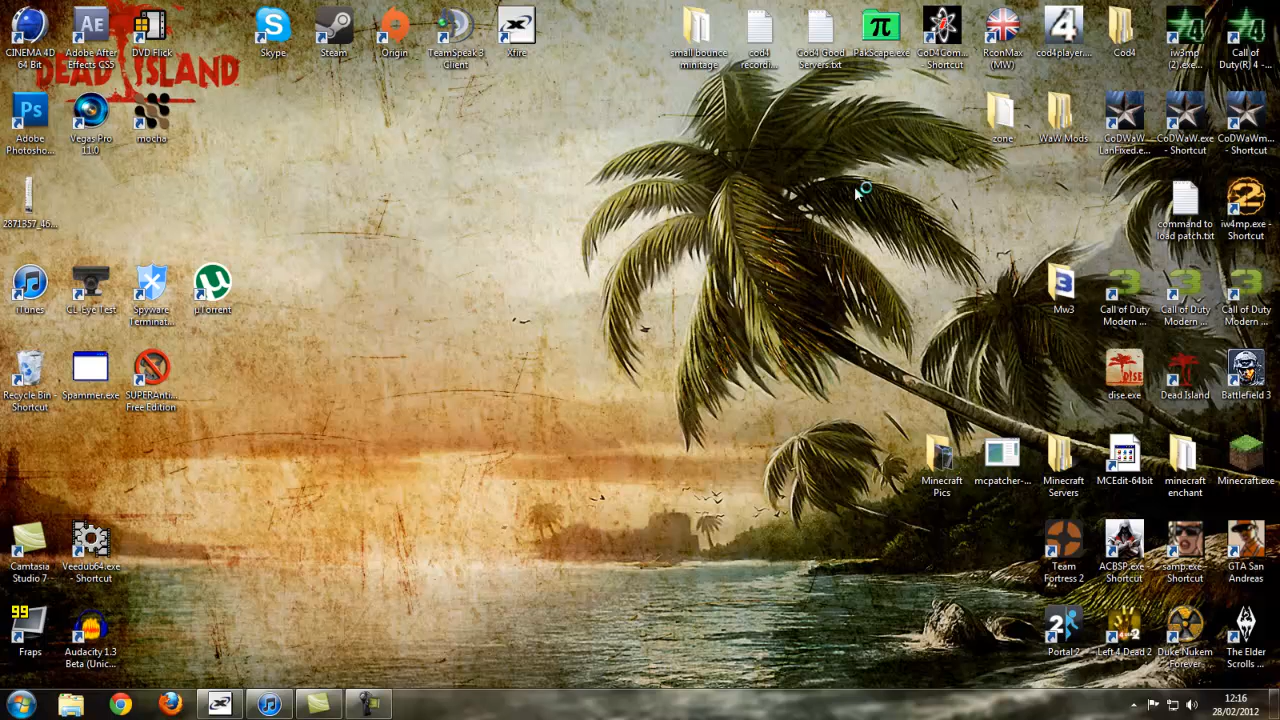 CINEMA 4D
64 Bit
Adobe After
Effects CS5
DVD Flick
Skype
Steam
Origin
TeamSpeak 3
Client
Xfire
small bounce
minitage
cod4
recordi...
Cod4 Good
Servers.txt
PakScape.exe
CoD4Com...
Shortcut
RconMax
(MW)
cod4player....
Cod4
iw3mp
(2).exe...
Call of
Duty(R) 4 -...
DEAD ISLAND
Adobe
Photosho...
Vegas Pro
11.0
mocha
zone
WaW Mods
CoDWaW
LanFixed.e...
CoDWaW.exe
- Shortcut
CoDWaWm...
- Shortcut
2871357_46...
command to
load patch.txt
iw4mp.exe -
Shortcut
iTunes
CL-Eye Test
Spyware
Terminat...
µTorrent
Mw3
Call of Duty
Modern ...
Call of Duty
Modern ...
Call of Duty
Modern ...
Recycle Bin -
Shortcut
Spammer.exe
SUPERAnti...
Free Edition
DISE
dise.exe
Dead Island
Battlefield 3
Minecraft
Pics
mcpatcher-...
Minecraft
Servers
MCEdit-64bit
minecraft
enchant
Minecraft.exe
Camtasia
Studio 7
Veedub64.exe
- Shortcut
Team
Fortress 2
ACBSP.exe
Shortcut
samp.exe -
Shortcut
GTA San
Andreas
99
Fraps
Audacity 1.3
Beta (Unic...
Portal 2
Left 4 Dead 2
Duke Nukem
Forever
The Elder
Scrolls ...
12:16
28/02/2012